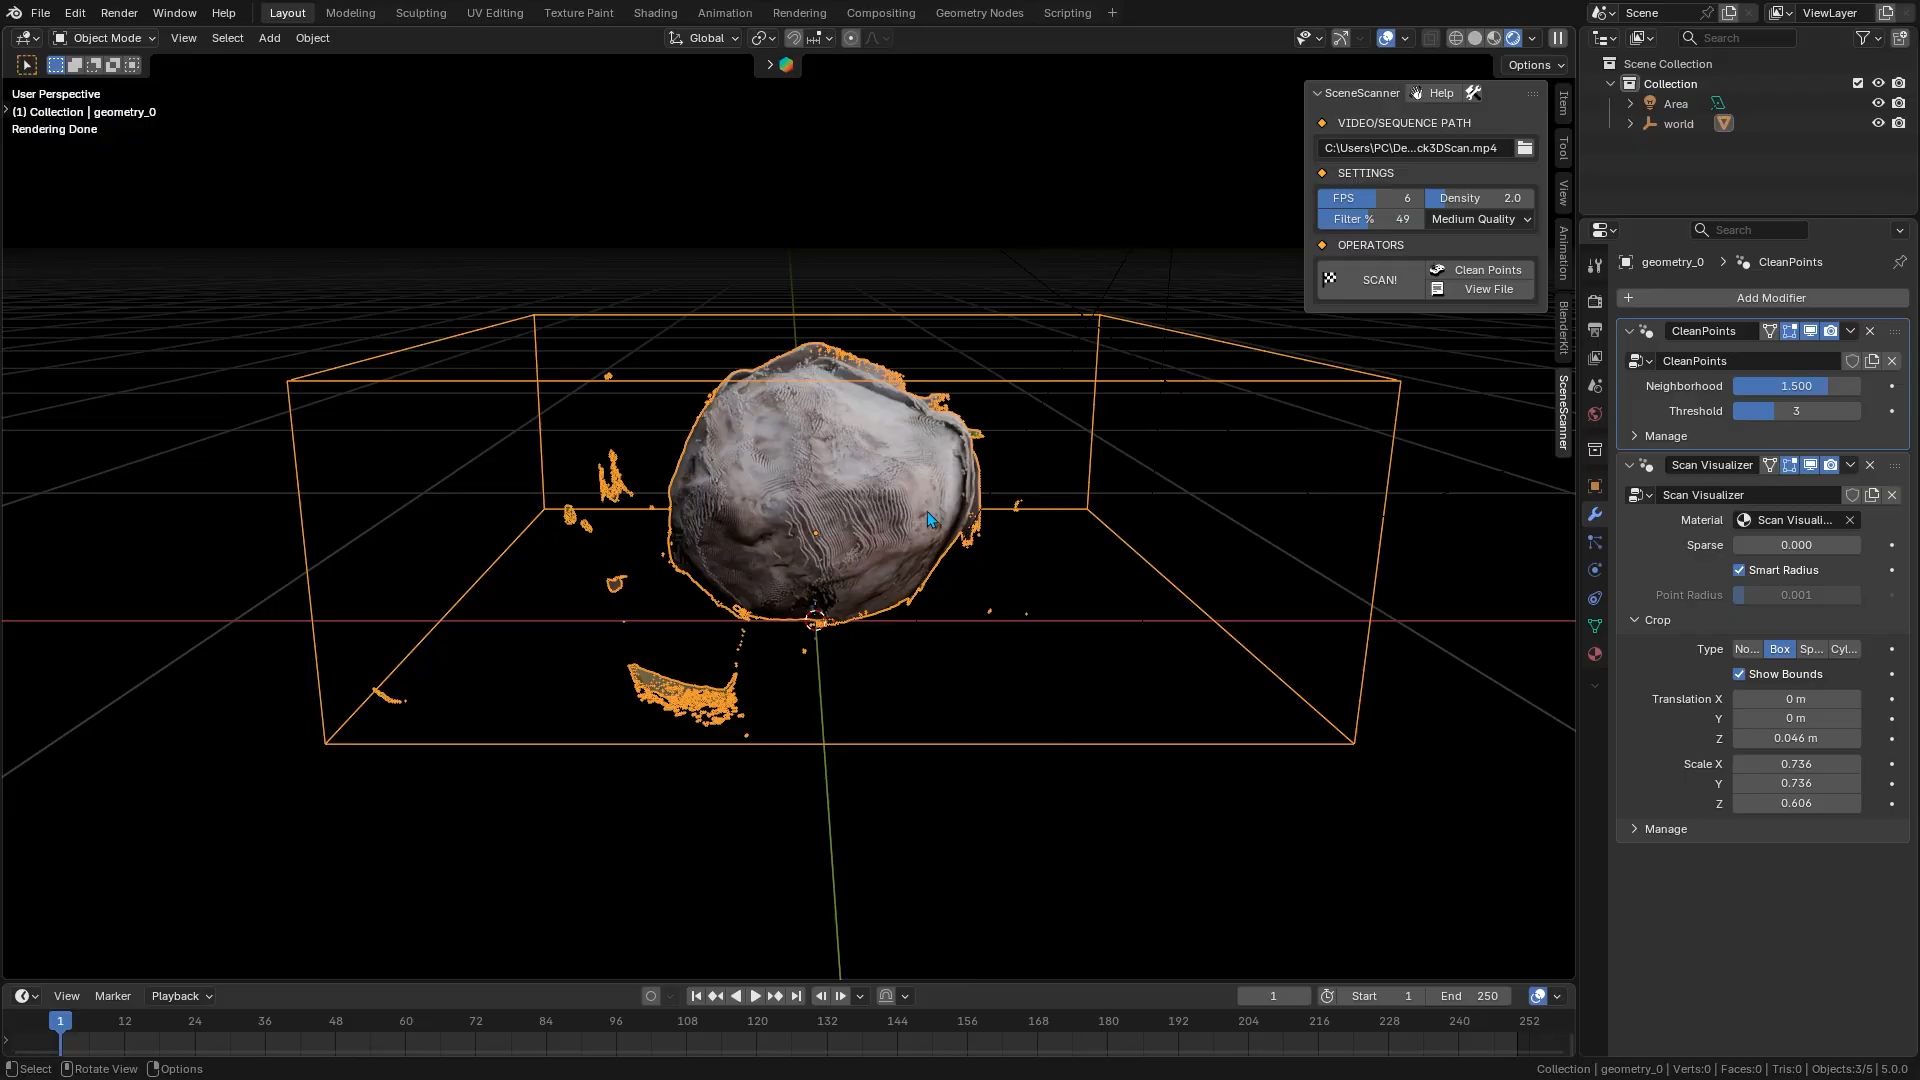 File Edit Render Window Help Layout Modeling Sculpting UV Editing Texture Paint Shading Animation Rendering Compositing Geometry Nodes Scripting + Scene ViewLayer
Object Mode View Select Add Object Global Search
Options
User Perspective
(1) Collection | geometry_0
Rendering Done
SceneScanner Help
VIDEO/SEQUENCE PATH
C:\Users\PC\De...ck3DScan.mp4
SETTINGS
FPS 6 Density 2.0
Filter % 49 Medium Quality
OPERATORS
SCAN! Clean Points
View File
Item
Tool
View
Animation
BlenderKit
SceneScanner
Scene Collection
Collection
Area
world
Search
geometry_0 > CleanPoints
+ Add Modifier
CleanPoints
CleanPoints
Neighborhood 1.500
Threshold 3
Manage
Scan Visualizer
Scan Visualizer
Material Scan Visuali...
Sparse 0.000
Smart Radius
Point Radius 0.001
Crop
Type No... Box Sp... Cyl...
Show Bounds
Translation X 0 m
Y 0 m
Z 0.046 m
Scale X 0.736
Y 0.736
Z 0.606
Manage
View Marker Playback 1 Start 1 End 250
1 12 24 36 48 60 72 84 96 108 120 132 144 156 168 180 192 204 216 228 240 252
Select Rotate View Options Collection | geometry_0 | Verts:0 | Faces:0 | Tris:0 | Objects:3/5 | 5.0.0